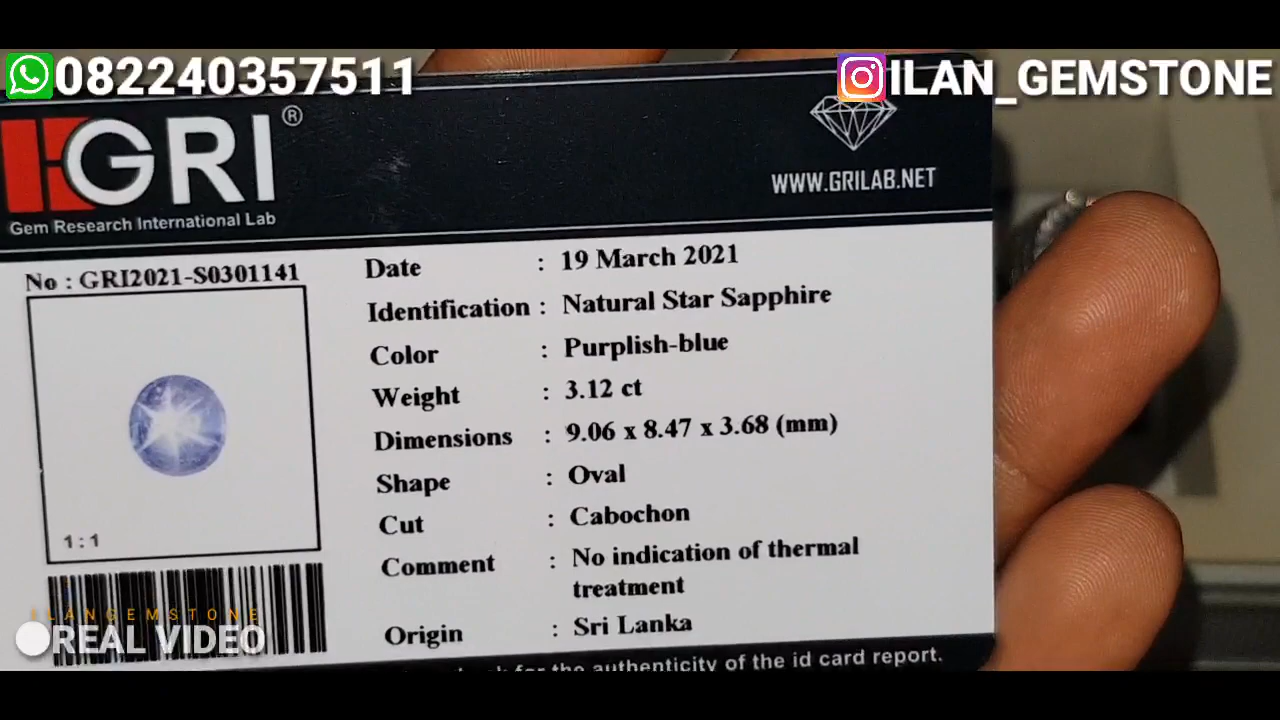 082240357511
ILAN_GEMSTONE
GRI®
Gem Research International Lab
WWW.GRILAB.NET
No : GRI2021-S0301141
1:1
Date : 19 March 2021
Identification : Natural Star Sapphire
Color : Purplish-blue
Weight : 3.12 ct
Dimensions : 9.06 x 8.47 x 3.68 (mm)
Shape : Oval
Cut : Cabochon
Comment : No indication of thermal
treatment
Origin : Sri Lanka
ILANGEMSTONE
REAL VIDEO
for the authenticity of the id card report.